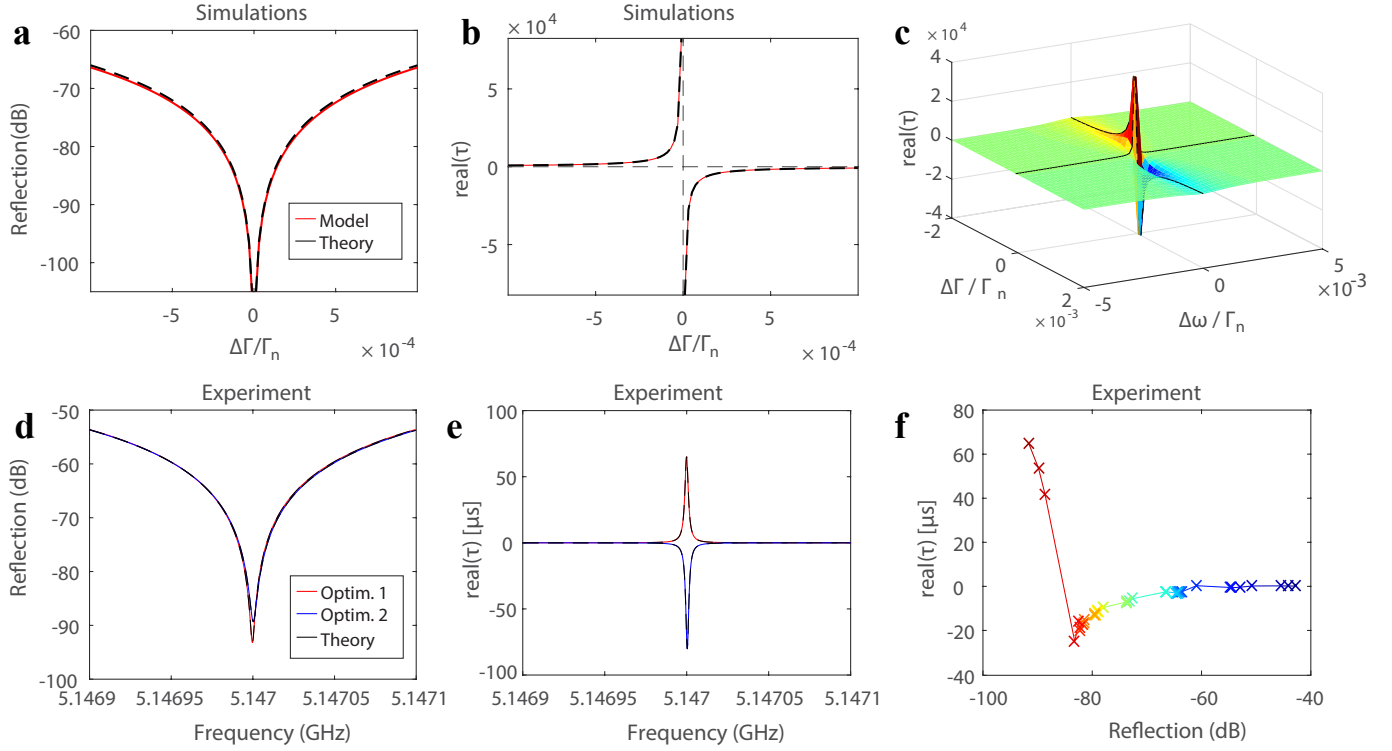 a
Simulations
-60
-70
-80
-90
-100
Reflection(dB)
Model
Theory
-5
0
5
ΔΓ/Γn
× 10-4
b
Simulations
× 10 4
5
0
-5
real(τ)
-5
0
5
ΔΓ/Γn
× 10-4
c
× 10 4
4
2
0
-2
-4
real(τ)
-2
0
2
× 10-3
ΔΓ / Γ n
-5
0
5
×10-3
Δω / Γn
d
Experiment
-50
-60
-70
-80
-90
-100
Reflection (dB)
Optim. 1
Optim. 2
Theory
5.1469
5.14695
5.147
5.14705
5.1471
Frequency (GHz)
e
Experiment
100
50
0
-50
-100
real(τ) [μs]
5.1469
5.14695
5.147
5.14705
5.1471
Frequency (GHz)
f
Experiment
80
60
40
20
0
-20
-40
real(τ) [μs]
-100
-80
-60
-40
Reflection (dB)